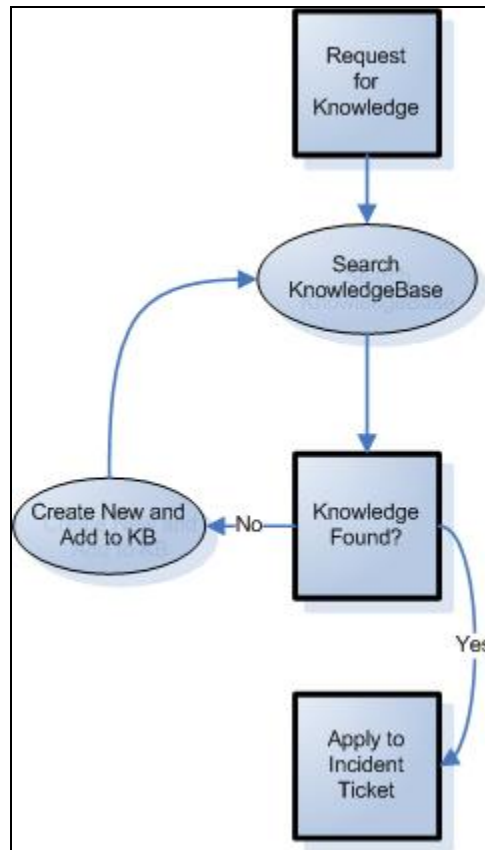 Request
for
Knowledge
Search
KnowledgeBase
Create New and
Add to KB
No
Knowledge
Found?
Yes
Apply to
Incident
Ticket